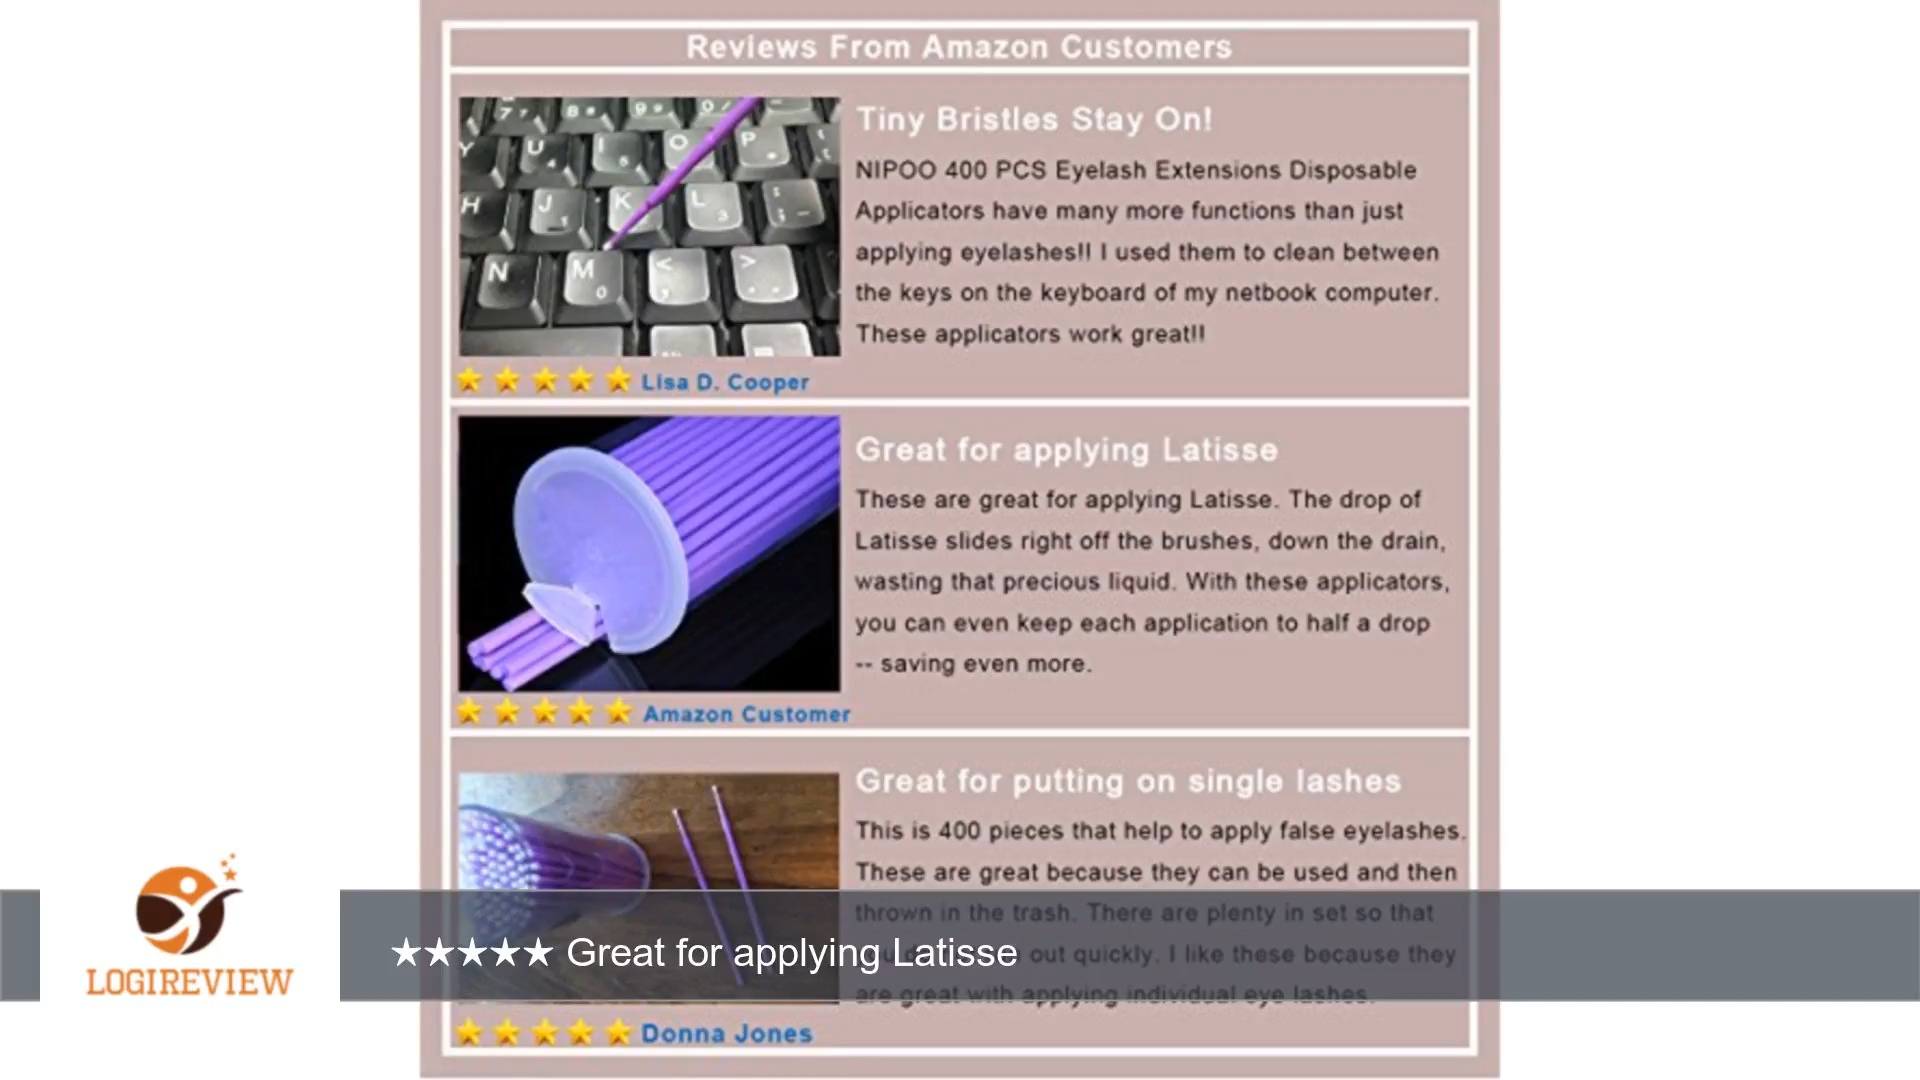 Reviews From Amazon Customers
Tiny Bristles Stay On!
NIPOO 400 PCS Eyelash Extensions Disposable
Applicators have many more functions than just
applying eyelashes!! I used them to clean between
the keys on the keyboard of my netbook computer.
These applicators work great!!
Y U I O P
H J K L
N M < >
Lisa D. Cooper
Great for applying Latisse
These are great for applying Latisse. The drop of
Latisse slides right off the brushes, down the drain,
wasting that precious liquid. With these applicators,
you can even keep each application to half a drop
-- saving even more.
Amazon Customer
Great for putting on single lashes
This is 400 pieces that help to apply false eyelashes.
These are great because they can be used and then
thrown in the trash. There are plenty in set so that
out quickly. I like these because they
are great with applying individual eye lashes.
Donna Jones
★★★★★ Great for applying Latisse
LOGIREVIEW